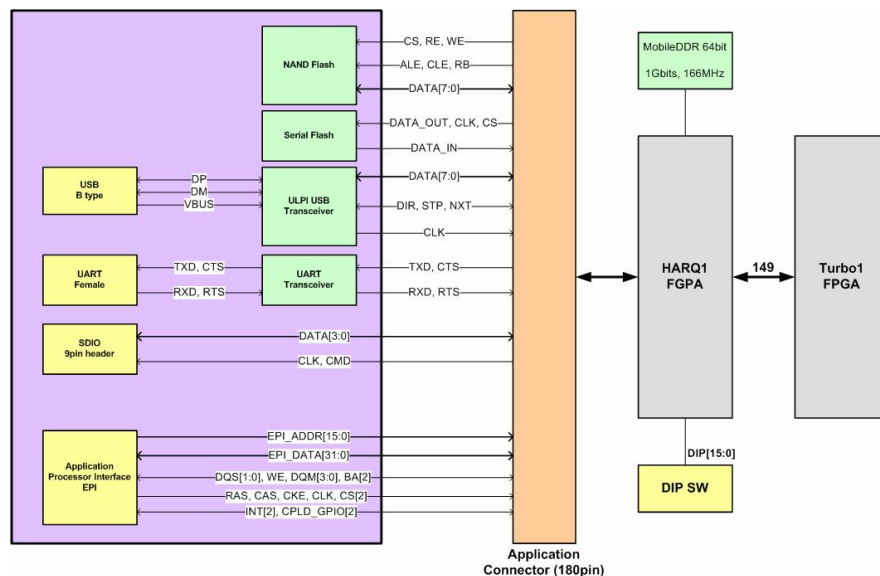 CS, RE, WE
NAND Flash
ALE, CLE, RB
DATA[7:0]
DATA_OUT, CLK, CS
Serial Flash
DATA_IN
USB
B type
DP
DM
VBUS
ULPI USB
Transceiver
DATA[7:0]
DIR, STP, NXT
CLK
UART
Female
TXD, CTS
RXD, RTS
UART
Transceiver
TXD, CTS
RXD, RTS
SDIO
9pin header
DATA[3:0]
CLK, CMD
Application
Processor Interface
EPI
EPI_ADDR[15:0]
EPI_DATA[31:0]
DQS[1:0], WE, DQM[3:0], BA[2]
RAS, CAS, CKE, CLK, CS[2]
INT[2], CPLD_GPIO[2]
Application
Connector (180pin)
MobileDDR 64bit
1Gbits, 166MHz
HARQ1
FGPA
149
Turbo1
FPGA
DIP[15:0]
DIP SW